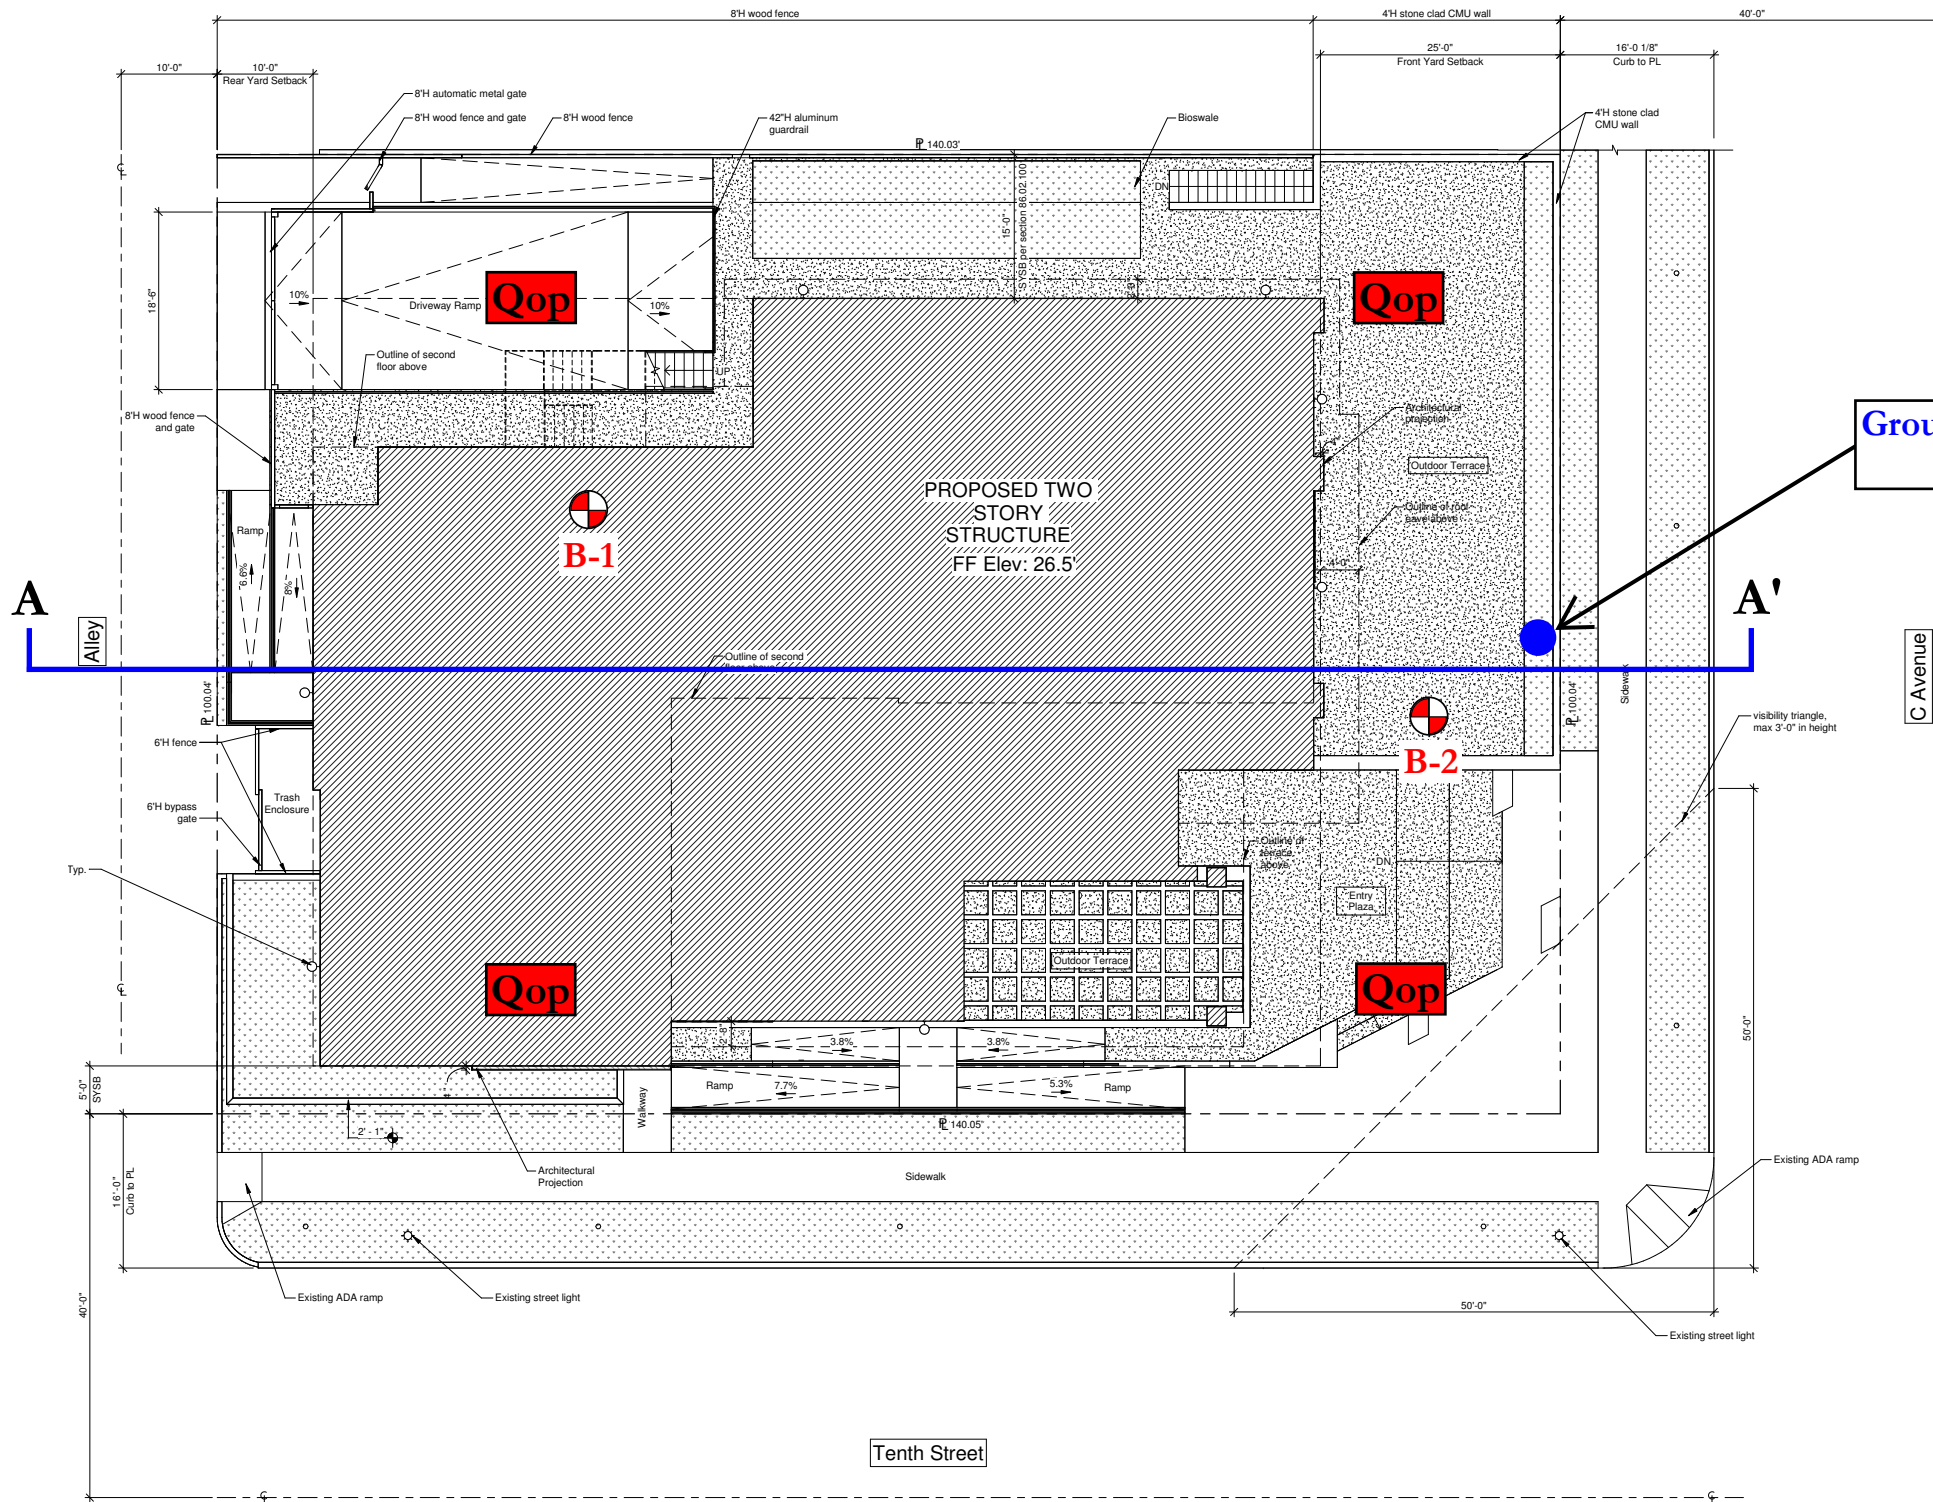 8'H wood fence
4'H stone clad CMU wall
40'-0"
10'-0"
10'-0"
Rear Yard Setback
25'-0"
Front Yard Setback
16'-0 1/8"
Curb to PL
8'H automatic metal gate
8'H wood fence and gate
8'H wood fence
42"H aluminum
guardrail
Bioswale
4'H stone clad
CMU wall
140.03'
DN
15'-0"
SYSB per section 86.02.100
18'-6"
10%
Driveway Ramp
10%
Qop
Qop
Outline of second
floor above
UP
8'H wood fence
and gate
Architectural
projection
Outdoor Terrace
Grou
PROPOSED TWO
STORY
STRUCTURE
FF Elev: 26.5'
Outline of roof
eave above
B-1
Ramp
6.6%
8%
4'-0"
A
A'
Alley
C Avenue
Outline of second
Sidewalk
100.04'
100.04'
visibility triangle,
max 3'-0" in height
6'H fence
B-2
Trash
Enclosure
6'H bypass
gate
Typ.
Outline of
terrace
above
DN
Entry
Plaza
Outdoor Terrace
Qop
Qop
50'-0"
3.8%
3.8%
5'-0"
SYSB
Ramp
7.7%
5.3%
Ramp
Walkway
140.05'
2' - 1"
Architectural
Projection
Sidewalk
16'-0"
Curb to PL
Existing ADA ramp
Existing ADA ramp
Existing street light
50'-0"
Existing street light
40'-0"
Tenth Street